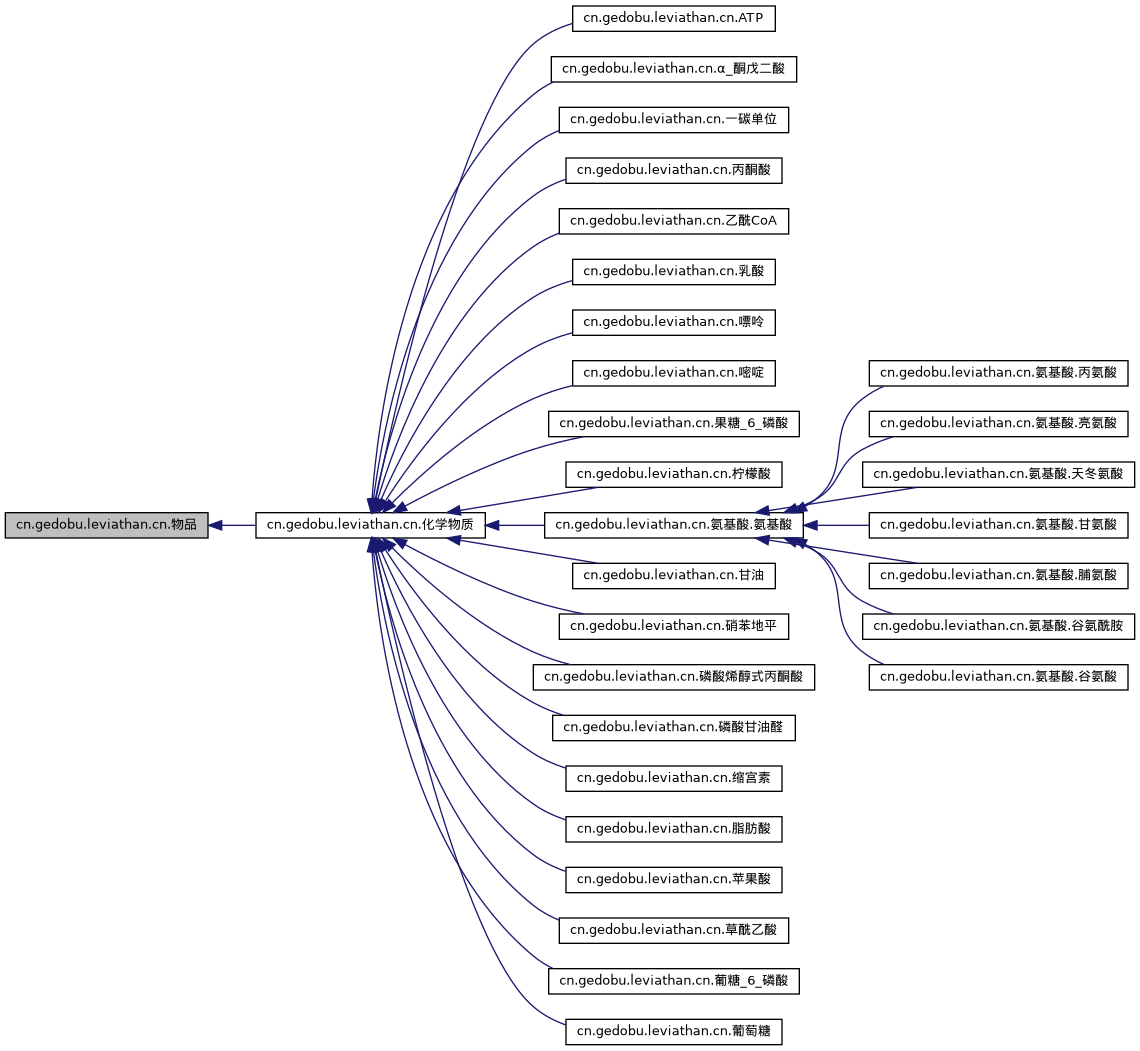 cn.gedobu.leviathan.cn.ATP
cn.gedobu.leviathan.cn.α_酮戊二酸
cn.gedobu.leviathan.cn.一碳单位
cn.gedobu.leviathan.cn.丙酮酸
cn.gedobu.leviathan.cn.乙酰CoA
cn.gedobu.leviathan.cn.乳酸
cn.gedobu.leviathan.cn.嘌呤
cn.gedobu.leviathan.cn.嘧啶
cn.gedobu.leviathan.cn.果糖_6_磷酸
cn.gedobu.leviathan.cn.柠檬酸
cn.gedobu.leviathan.cn.物品
cn.gedobu.leviathan.cn.化学物质
cn.gedobu.leviathan.cn.氨基酸.氨基酸
cn.gedobu.leviathan.cn.氨基酸.丙氨酸
cn.gedobu.leviathan.cn.氨基酸.亮氨酸
cn.gedobu.leviathan.cn.氨基酸.天冬氨酸
cn.gedobu.leviathan.cn.氨基酸.甘氨酸
cn.gedobu.leviathan.cn.氨基酸.脯氨酸
cn.gedobu.leviathan.cn.氨基酸.谷氨酰胺
cn.gedobu.leviathan.cn.氨基酸.谷氨酸
cn.gedobu.leviathan.cn.甘油
cn.gedobu.leviathan.cn.硝苯地平
cn.gedobu.leviathan.cn.磷酸烯醇式丙酮酸
cn.gedobu.leviathan.cn.磷酸甘油醛
cn.gedobu.leviathan.cn.缩宫素
cn.gedobu.leviathan.cn.脂肪酸
cn.gedobu.leviathan.cn.苹果酸
cn.gedobu.leviathan.cn.草酰乙酸
cn.gedobu.leviathan.cn.葡糖_6_磷酸
cn.gedobu.leviathan.cn.葡萄糖